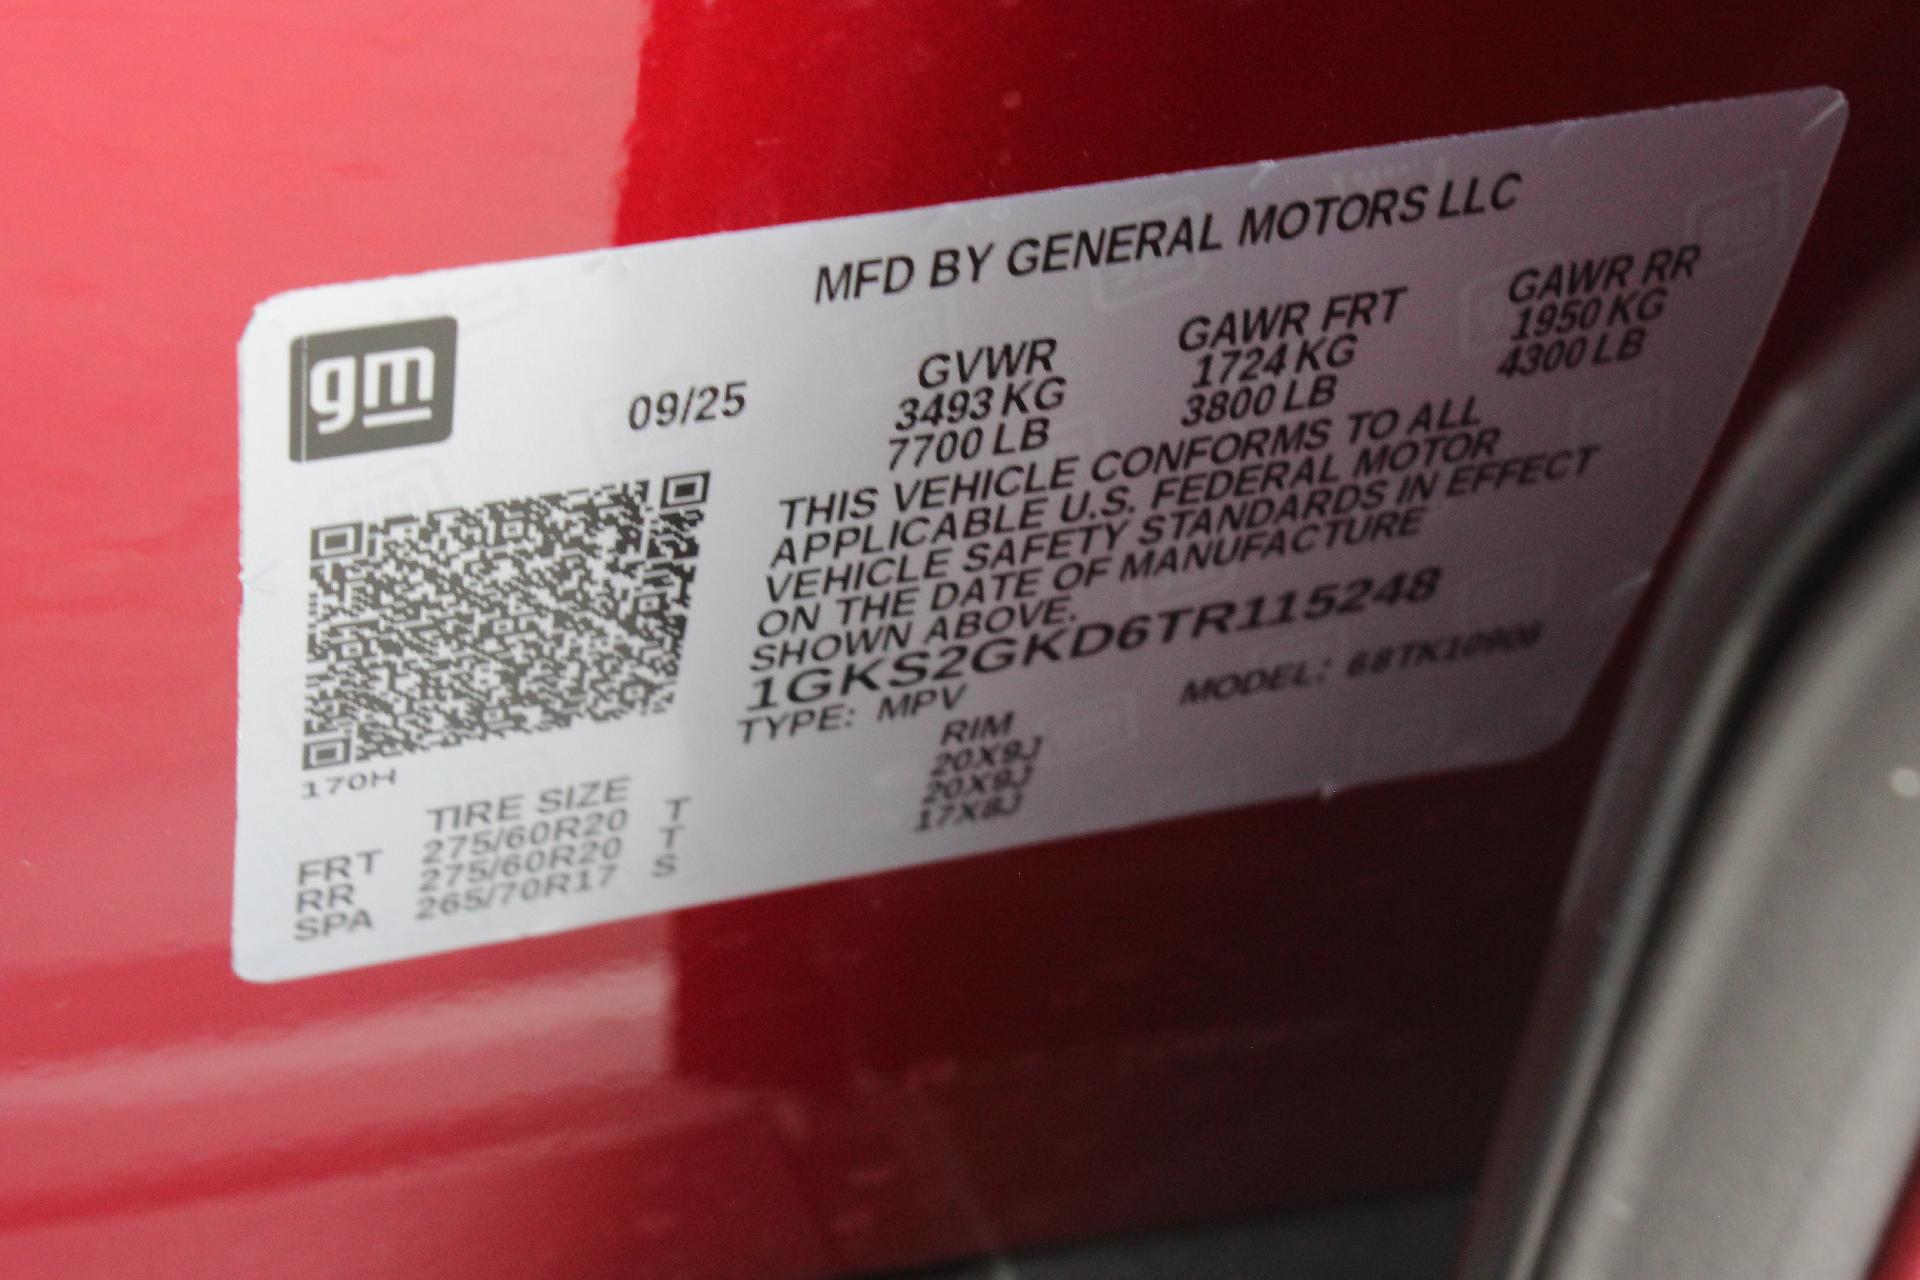 MFD BY GENERAL MOTORS LLC
gm
09/25
GVWR GAWR FRT GAWR RR
3493 KG 1724 KG 1950 KG
7700 LB 3800 LB 4300 LB
THIS VEHICLE CONFORMS TO ALL
APPLICABLE U.S. FEDERAL MOTOR
VEHICLE SAFETY STANDARDS IN EFFECT
ON THE DATE OF MANUFACTURE
SHOWN ABOVE.
1GKS2GKD6TR115248
TYPE: MPV MODEL: 68TK10906
170H
TIRE SIZE RIM
FRT 275/60R20 T 20X9J
RR 275/60R20 T 20X9J
SPA 265/70R17 S 17X8J